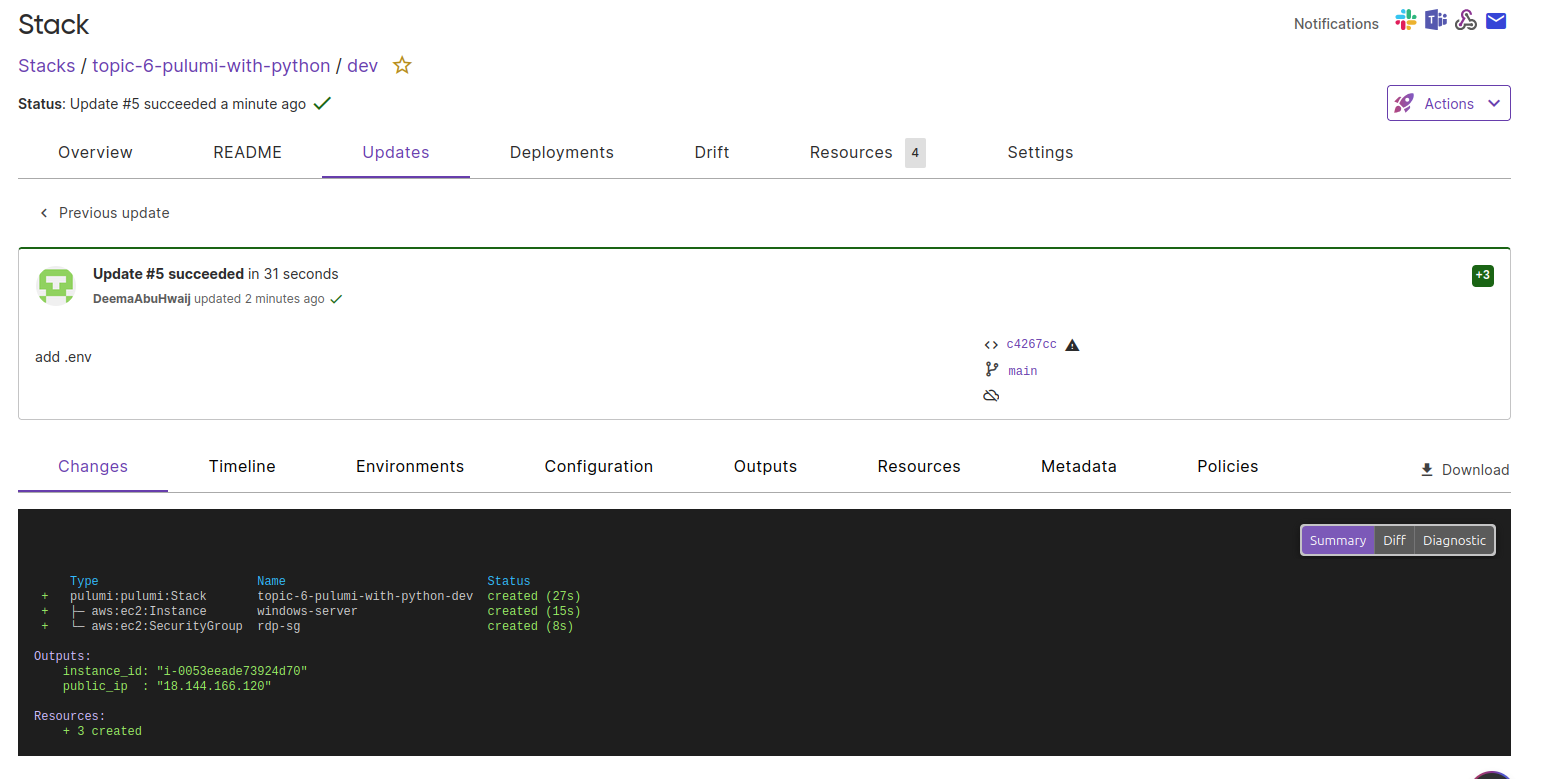 Stack
Notifications
Stacks / topic-6-pulumi-with-python / dev
Status: Update #5 succeeded a minute ago
Actions
Overview README Updates Deployments Drift Resources 4 Settings
Previous update
Update #5 succeeded in 31 seconds
+3
DeemaAbuHwaij updated 2 minutes ago
add .env
c4267cc
main
Changes Timeline Environments Configuration Outputs Resources Metadata Policies Download
Summary Diff Diagnostic
Type Name Status
+ pulumi:pulumi:Stack topic-6-pulumi-with-python-dev created (27s)
+ ├─ aws:ec2:Instance windows-server created (15s)
+ └─ aws:ec2:SecurityGroup rdp-sg created (8s)
Outputs:
instance_id: "i-0053eeade73924d70"
public_ip : "18.144.166.120"
Resources:
+ 3 created